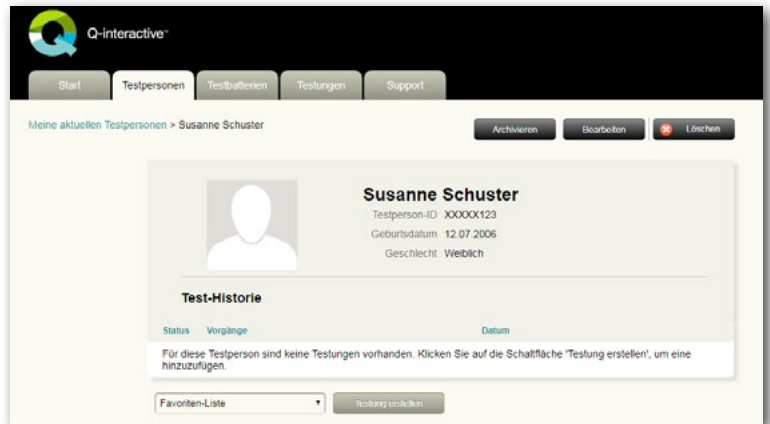 Q-interactive™
Start Testpersonen Testbatterien Testungen Support
Meine aktuellen Testpersonen > Susanne Schuster
Archivieren Bearbeiten Löschen
Susanne Schuster
Testperson-ID XXXXX123
Geburtsdatum 12.07.2006
Geschlecht Weiblich
Test-Historie
Status Vorgänge Datum
Für diese Testperson sind keine Testungen vorhanden. Klicken Sie auf die Schaltfläche 'Testung erstellen', um eine
hinzuzufügen.
Favoriten-Liste Testung erstellen